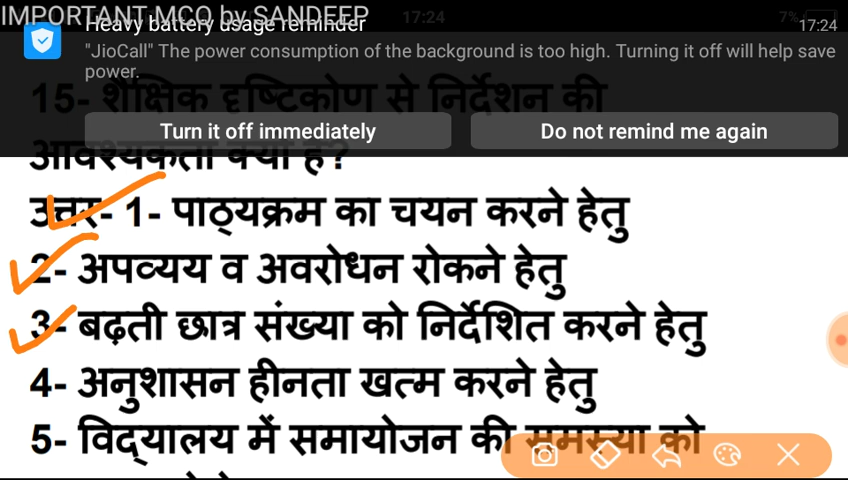 IMPORTANT MCQ by SANDEEP 17:24 7%
Heavy battery usage reminder 17:24
"JioCall" The power consumption of the background is too high. Turning it off will help save
power.
15- शैक्षिक दृष्टिकोण से निर्देशन की
Turn it off immediately Do not remind me again
आवश्यकता क्या है?
उत्तर- 1- पाठ्यक्रम का चयन करने हेतु
2- अपव्यय व अवरोधन रोकने हेतु
3- बढ़ती छात्र संख्या को निर्देशित करने हेतु
4- अनुशासन हीनता खत्म करने हेतु
5- विद्यालय में समायोजन की समस्या को